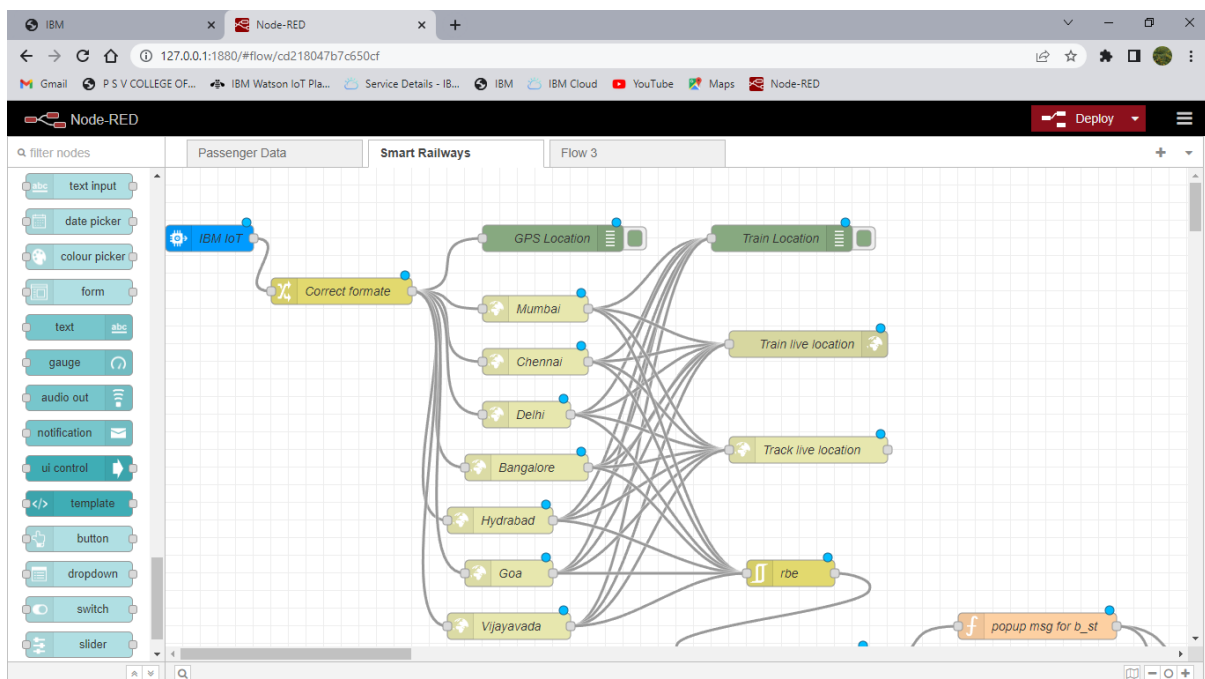 IBM
Node-RED
127.0.0.1:1880/#flow/cd218047b7c650cf
Gmail P S V COLLEGE OF... IBM Watson IoT Pla... Service Details - IB... IBM IBM Cloud YouTube Maps Node-RED
Node-RED Deploy
filter nodes Passenger Data Smart Railways Flow 3
abc text input
date picker
IBM IoT GPS Location Train Location
colour picker
form Correct formate
Mumbai
text abc
Train live location
gauge Chennai
audio out
Delhi
notification
Track live location
ui control Bangalore
</> template
Hydrabad
button
dropdown Goa rbe
switch
Vijayavada f popup msg for b_st
slider